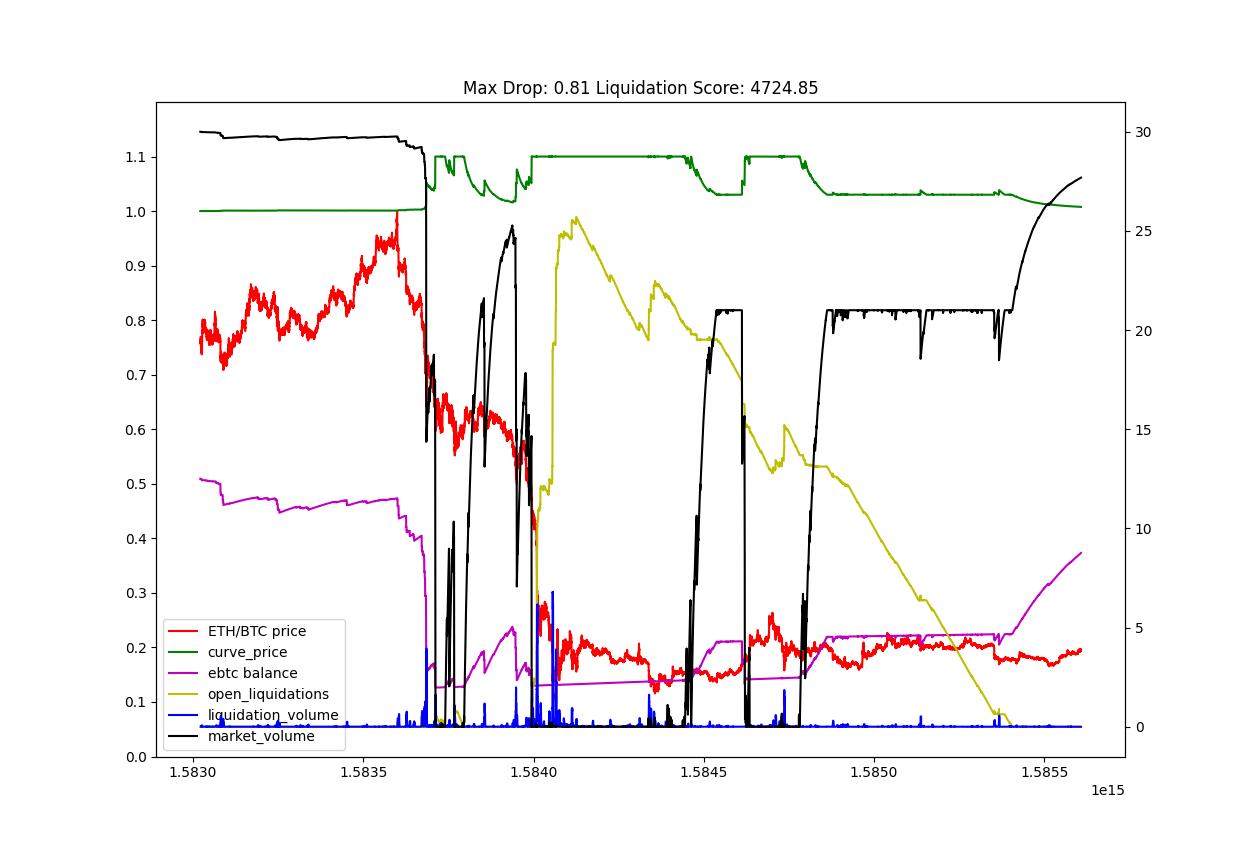 Max Drop: 0.81 Liquidation Score: 4724.85
1.1
1.0
0.9
0.8
0.7
0.6
0.5
0.4
0.3
0.2
0.1
0.0
30
25
20
15
10
5
0
ETH/BTC price
curve_price
ebtc balance
open_liquidations
liquidation_volume
market_volume
1.5830 1.5835 1.5840 1.5845 1.5850 1.5855
1e15